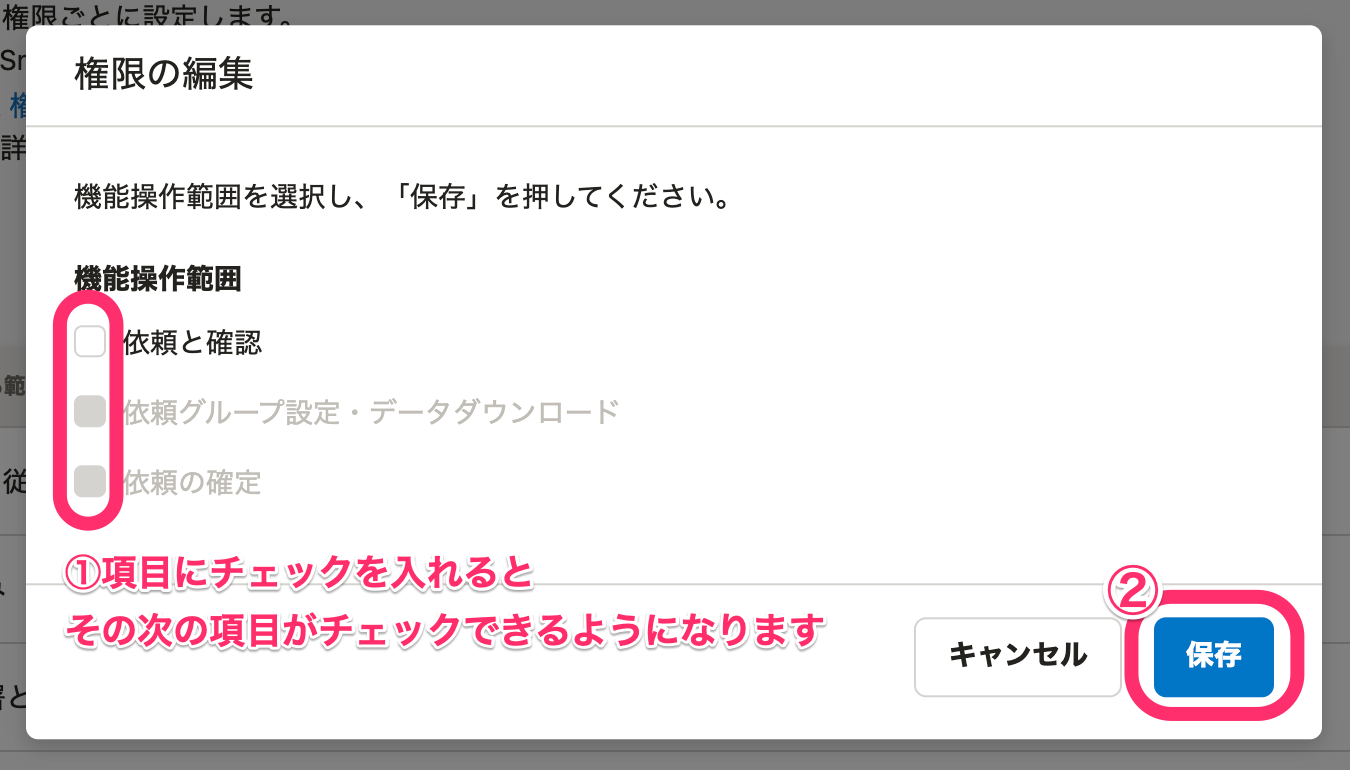 権限ごとに設定します。
Sm
権
詳
権限の編集
機能操作範囲を選択し、「保存」を押してください。
機能操作範囲
依頼と確認
範
依頼グループ設定・データダウンロード
従
依頼の確定
①項目にチェックを入れると
その次の項目がチェックできるようになります
②
キャンセル
保存
と